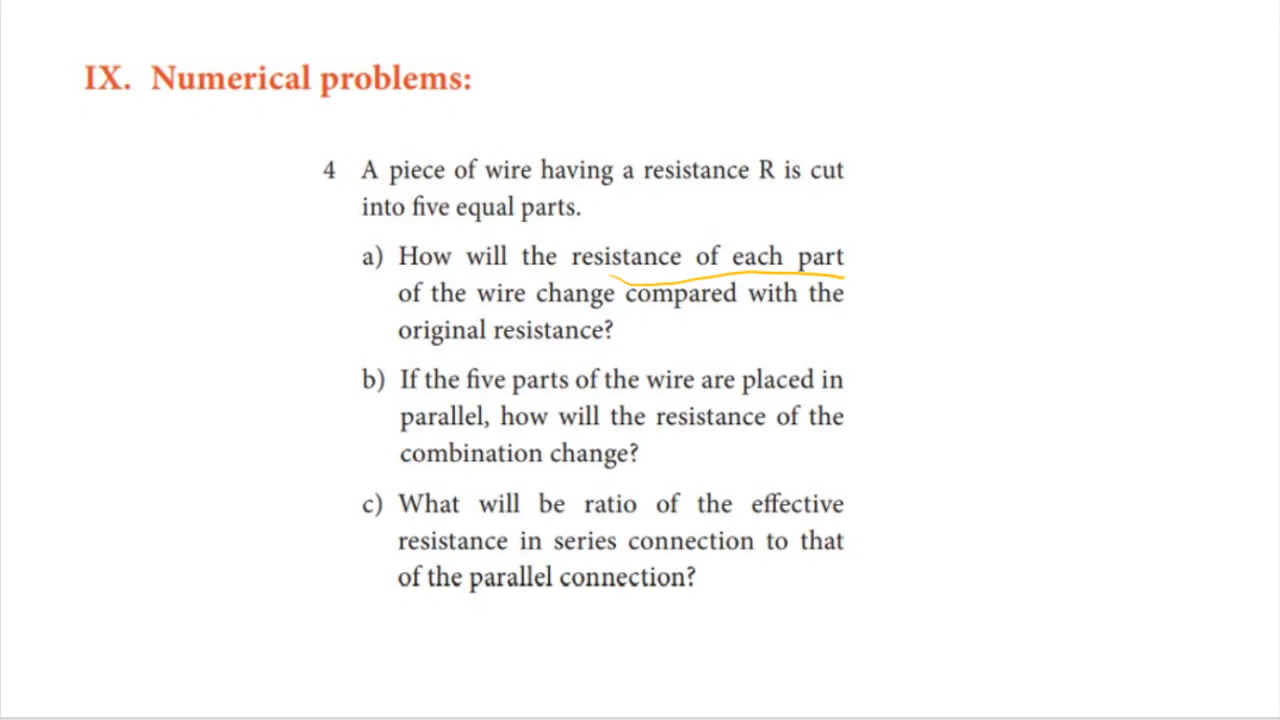 IX. Numerical problems:
4 A piece of wire having a resistance R is cut
into five equal parts.
a) How will the resistance of each part
of the wire change compared with the
original resistance?
b) If the five parts of the wire are placed in
parallel, how will the resistance of the
combination change?
c) What will be ratio of the effective
resistance in series connection to that
of the parallel connection?